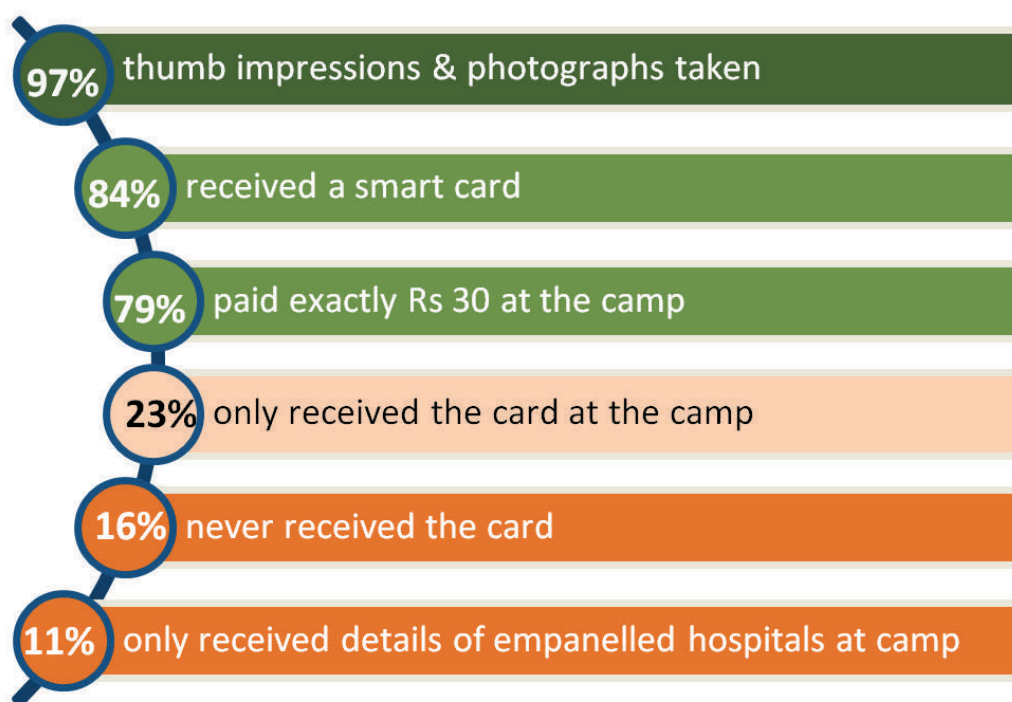 97% thumb impressions & photographs taken
84% received a smart card
79% paid exactly Rs 30 at the camp
23% only received the card at the camp
16% never received the card
11% only received details of empanelled hospitals at camp